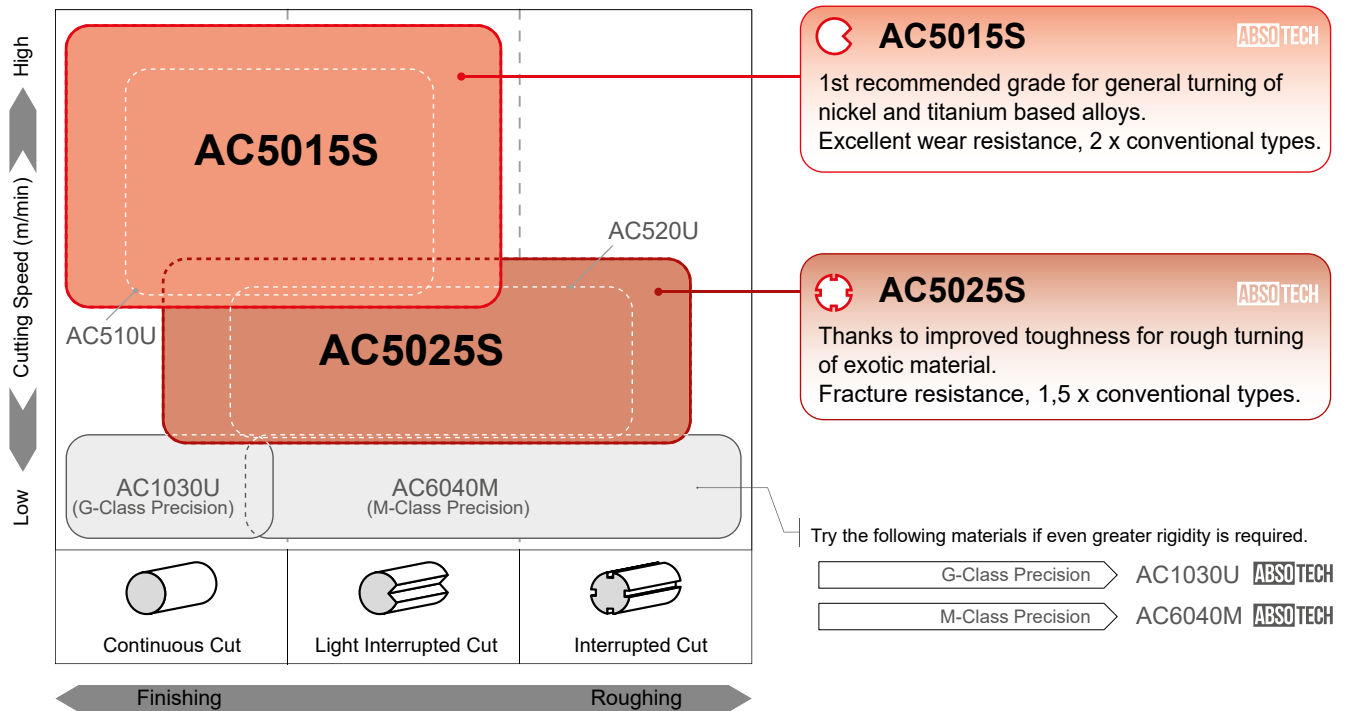 High
Cutting Speed (m/min)
Low
AC5015S
AC520U
AC510U
AC5025S
AC1030U
(G-Class Precision)
AC6040M
(M-Class Precision)
Continuous Cut
Light Interrupted Cut
Interrupted Cut
Finishing
Roughing
AC5015S
ABSOTECH
1st recommended grade for general turning of
nickel and titanium based alloys.
Excellent wear resistance, 2 x conventional types.
AC5025S
ABSOTECH
Thanks to improved toughness for rough turning
of exotic material.
Fracture resistance, 1,5 x conventional types.
Try the following materials if even greater rigidity is required.
G-Class Precision AC1030U ABSOTECH
M-Class Precision AC6040M ABSOTECH